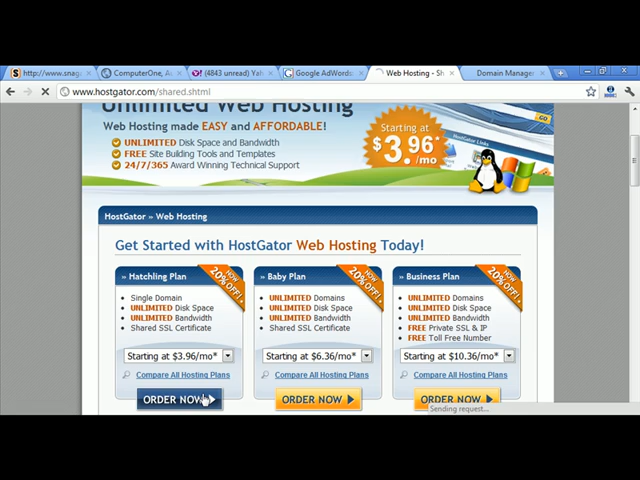 http://www.snag
ComputerOne, A
(4843 unread) Yah
Google AdWords
Web Hosting - Sh
Domain Manager
www.hostgator.com/shared.shtml
Unlimited Web Hosting
Web Hosting made EASY and AFFORDABLE!
UNLIMITED Disk Space and Bandwidth
FREE Site Building Tools and Templates
24/7/365 Award Winning Technical Support
Starting at
$3.96*
/mo
HostGator Links
GO
HostGator » Web Hosting
Get Started with HostGator Web Hosting Today!
» Hatchling Plan
NOW
20% OFF!
Single Domain
UNLIMITED Disk Space
UNLIMITED Bandwidth
Shared SSL Certificate
Starting at $3.96/mo*
Compare All Hosting Plans
ORDER NOW
» Baby Plan
NOW
20% OFF!
UNLIMITED Domains
UNLIMITED Disk Space
UNLIMITED Bandwidth
Shared SSL Certificate
Starting at $6.36/mo*
Compare All Hosting Plans
ORDER NOW
» Business Plan
NOW
20% OFF!
UNLIMITED Domains
UNLIMITED Disk Space
UNLIMITED Bandwidth
FREE Private SSL & IP
FREE Toll Free Number
Starting at $10.36/mo*
Compare All Hosting Plans
ORDER NOW
Sending request...